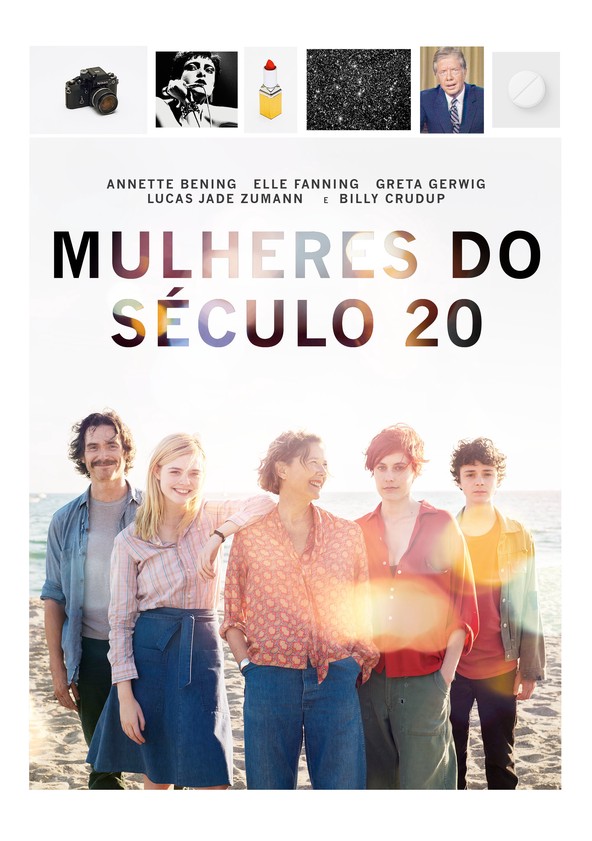 ANNETTE BENING ELLE FANNING GRETA GERWIG
LUCAS JADE ZUMANN E BILLY CRUDUP
MULHERES DO
SÉCULO 20